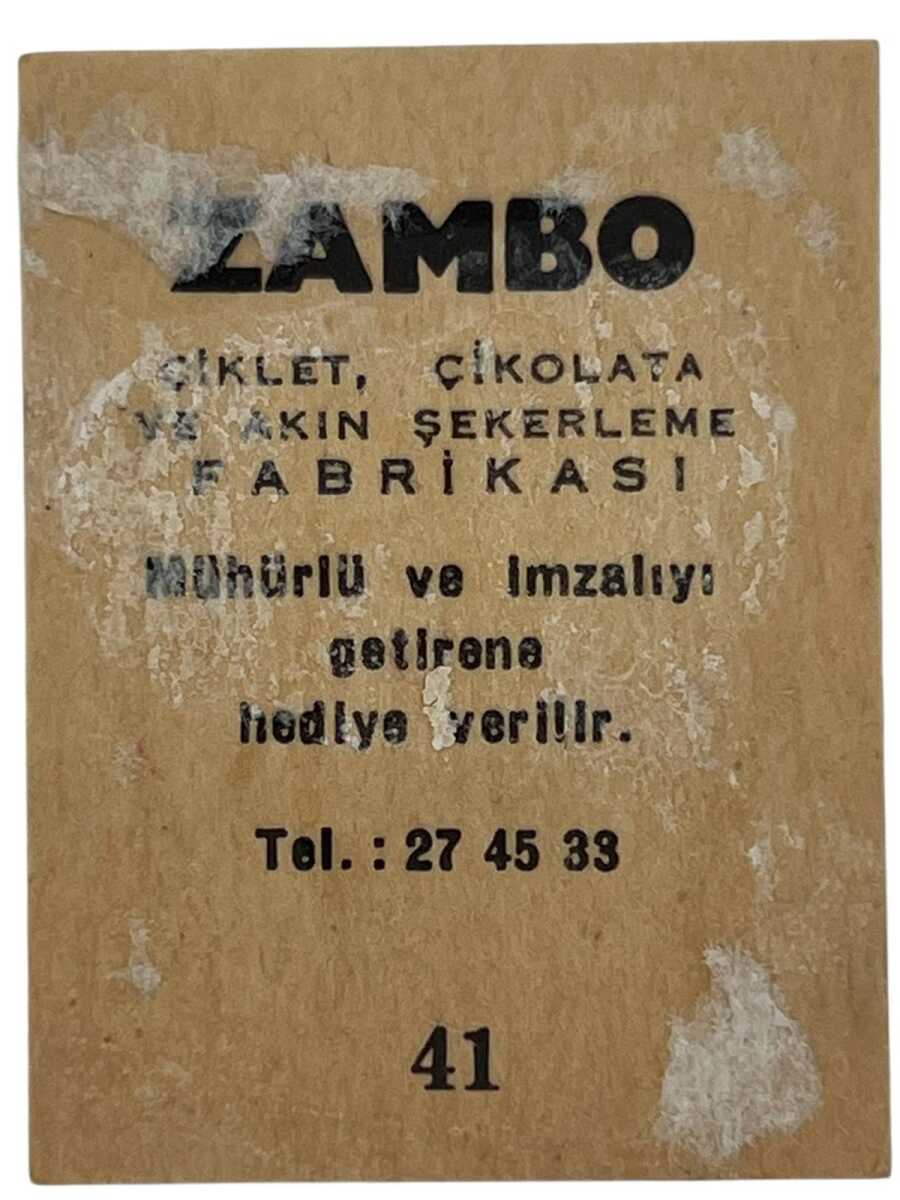 ZAMBO
ÇİKLET, ÇİKOLATA
VE AKIN ŞEKERLEME
FABRİKASI
Mühürlü ve imzalıyı
getirene
hediye verilir.
Tel. : 27 45 33
41